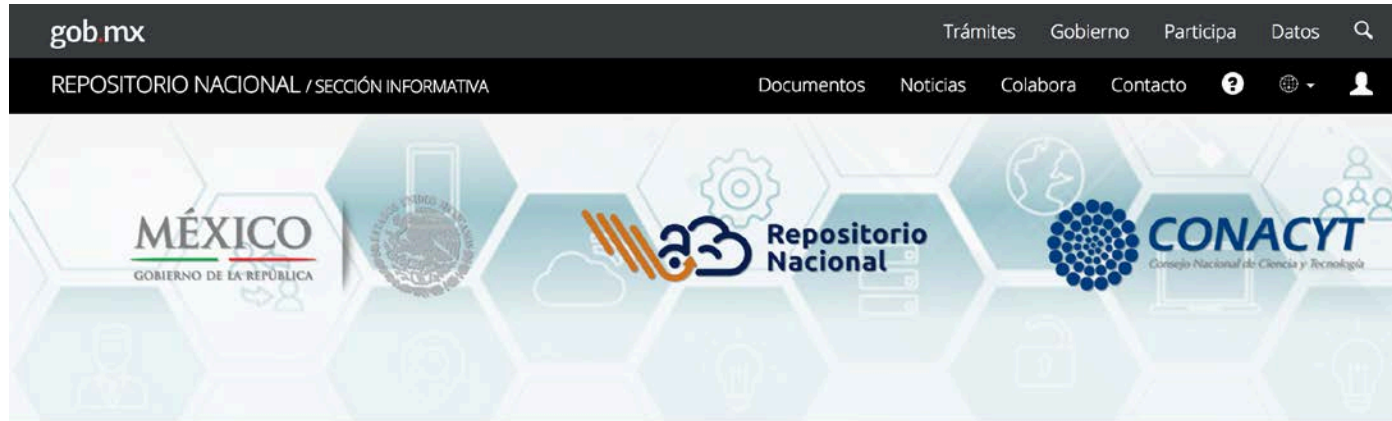 gob.mx
Trámites Gobierno Participa Datos
REPOSITORIO NACIONAL / SECCIÓN INFORMATIVA
Documentos Noticias Colabora Contacto ?
MÉXICO
GOBIERNO DE LA REPÚBLICA
Repositorio
Nacional
CONACYT
Consejo Nacional de Ciencia y Tecnología